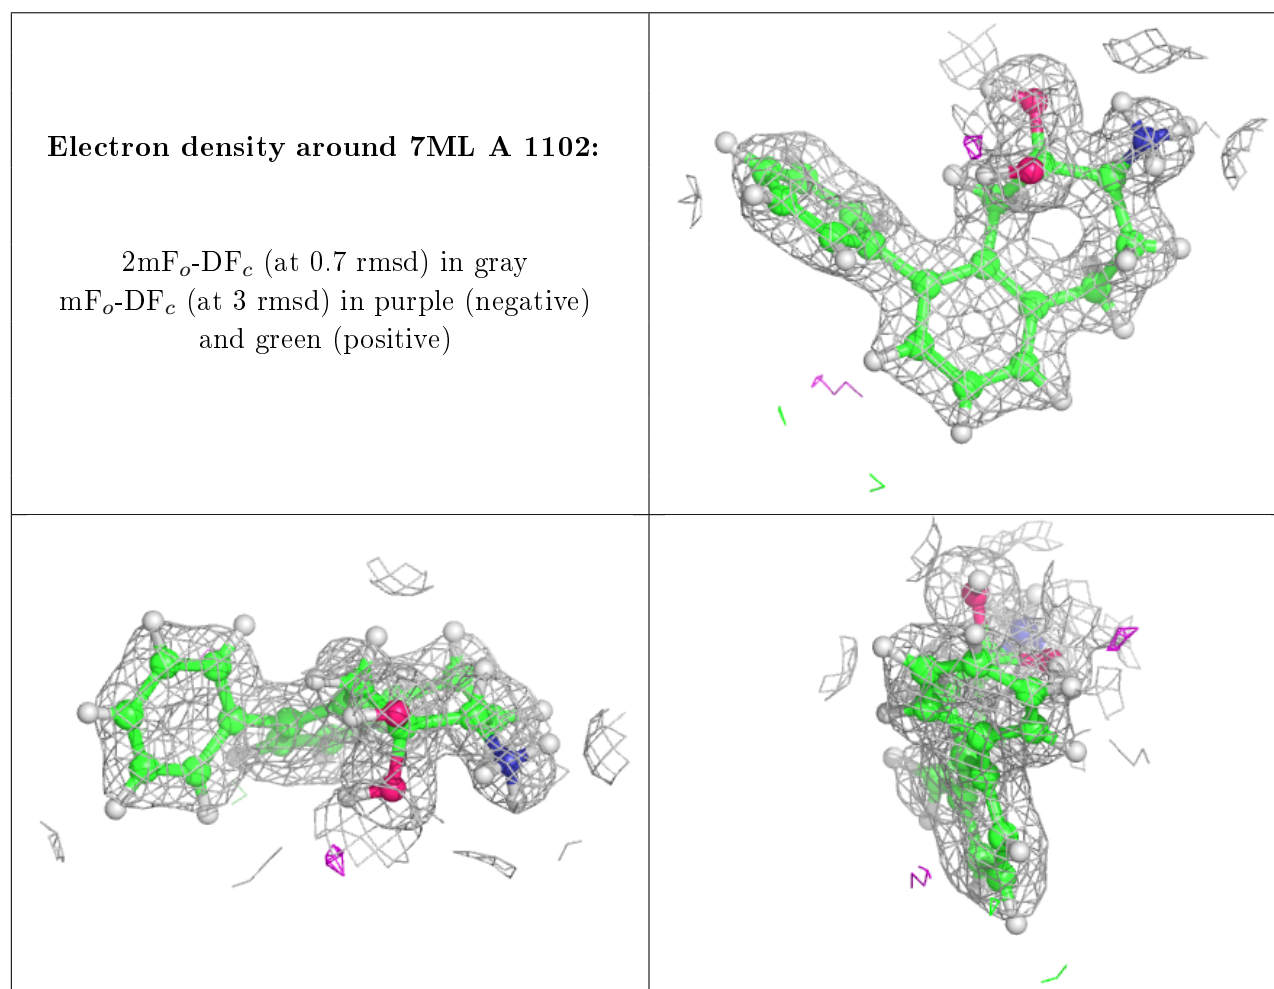 Electron density around 7ML A 1102:
2mFo-DFc (at 0.7 rmsd) in gray
mFo-DFc (at 3 rmsd) in purple (negative)
and green (positive)